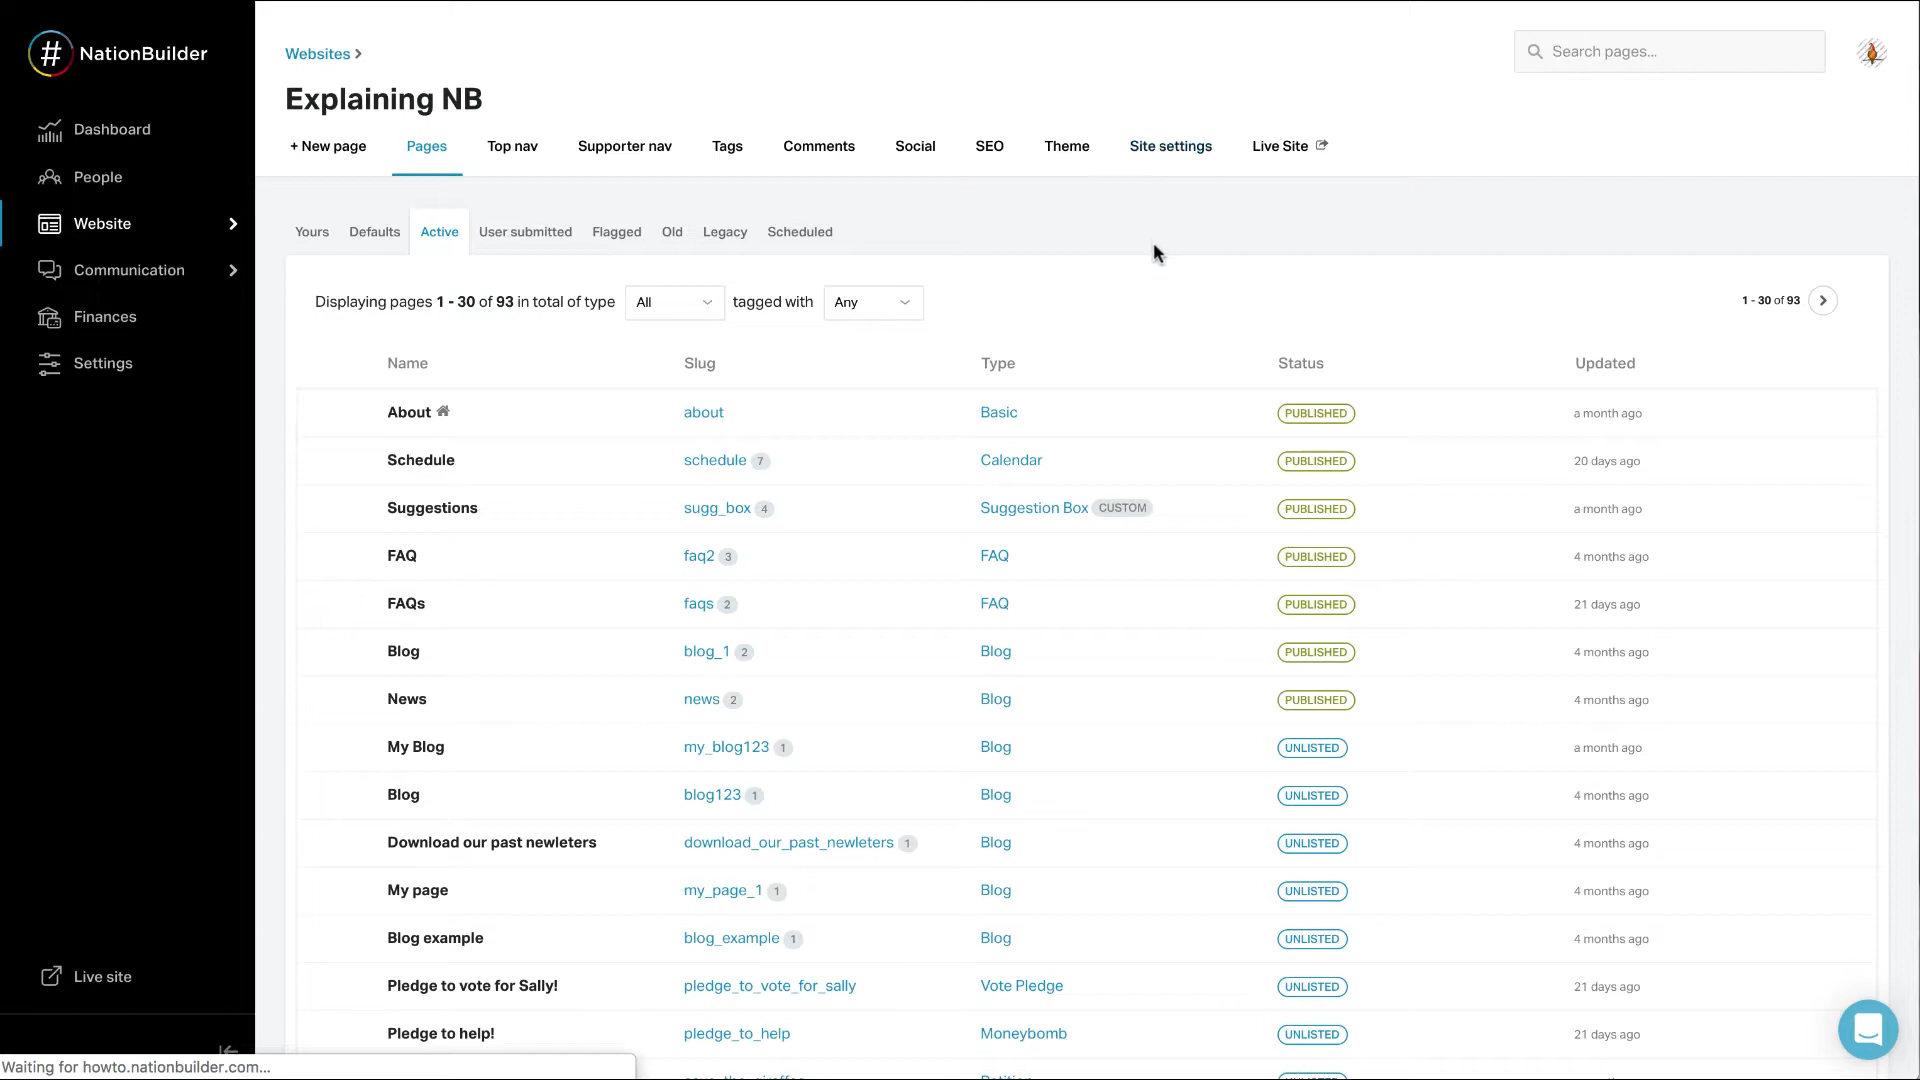 # NationBuilder
Dashboard
People
Website
Communication
Finances
Settings
Live site
Waiting for howto.nationbuilder.com...
Websites
Search pages...
Explaining NB
+ New page Pages Top nav Supporter nav Tags Comments Social SEO Theme Site settings Live Site
Yours Defaults Active User submitted Flagged Old Legacy Scheduled
Displaying pages 1 - 30 of 93 in total of type All tagged with Any 1 - 30 of 93
Name Slug Type Status Updated
About about Basic PUBLISHED a month ago
Schedule schedule 7 Calendar PUBLISHED 20 days ago
Suggestions sugg_box 4 Suggestion Box CUSTOM PUBLISHED a month ago
FAQ faq2 3 FAQ PUBLISHED 4 months ago
FAQs faqs 2 FAQ PUBLISHED 21 days ago
Blog blog_1 2 Blog PUBLISHED 4 months ago
News news 2 Blog PUBLISHED 4 months ago
My Blog my_blog123 1 Blog UNLISTED a month ago
Blog blog123 1 Blog UNLISTED 4 months ago
Download our past newleters download_our_past_newleters 1 Blog UNLISTED 4 months ago
My page my_page_1 1 Blog UNLISTED 4 months ago
Blog example blog_example 1 Blog UNLISTED 4 months ago
Pledge to vote for Sally! pledge_to_vote_for_sally Vote Pledge UNLISTED 21 days ago
Pledge to help! pledge_to_help Moneybomb UNLISTED 21 days ago